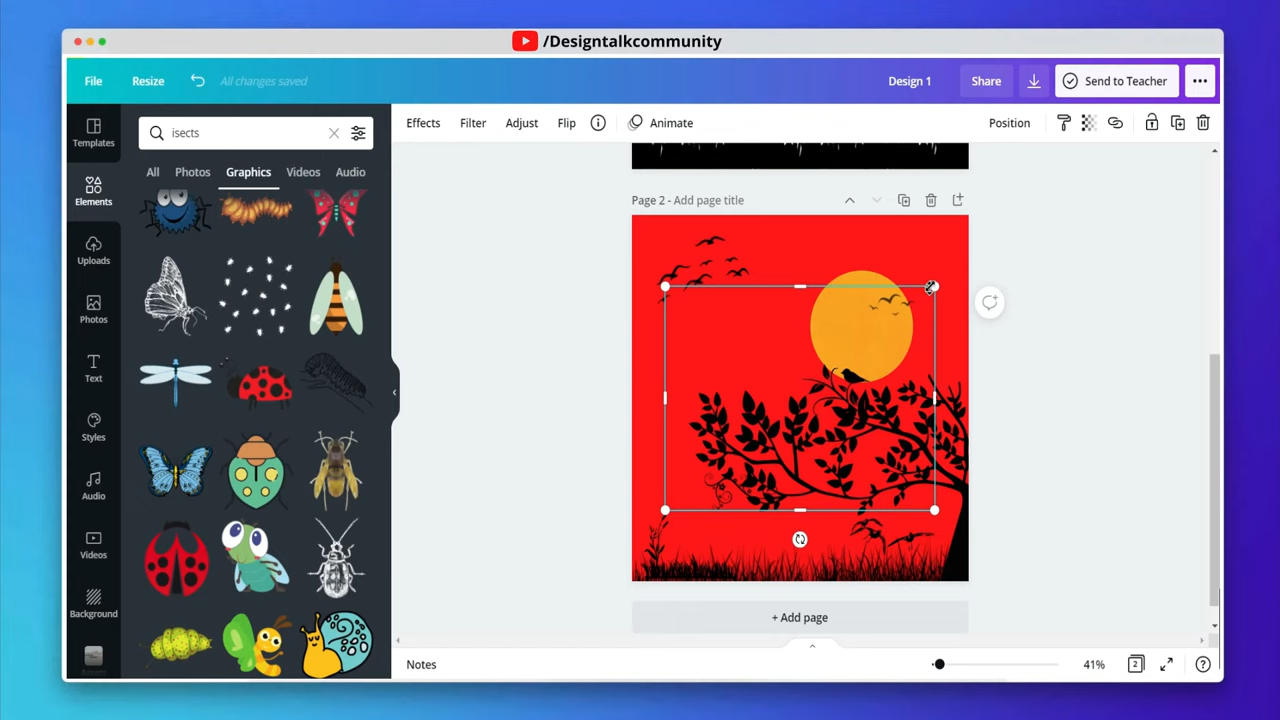 /Designtalkcommunity
File Resize All changes saved Design 1 Share Send to Teacher
Templates
Elements
Uploads
Photos
Text
Styles
Audio
Videos
Background
isects
All Photos Graphics Videos Audio
Effects Filter Adjust Flip Animate Position
Page 2 - Add page title
+ Add page
Notes 41% 2